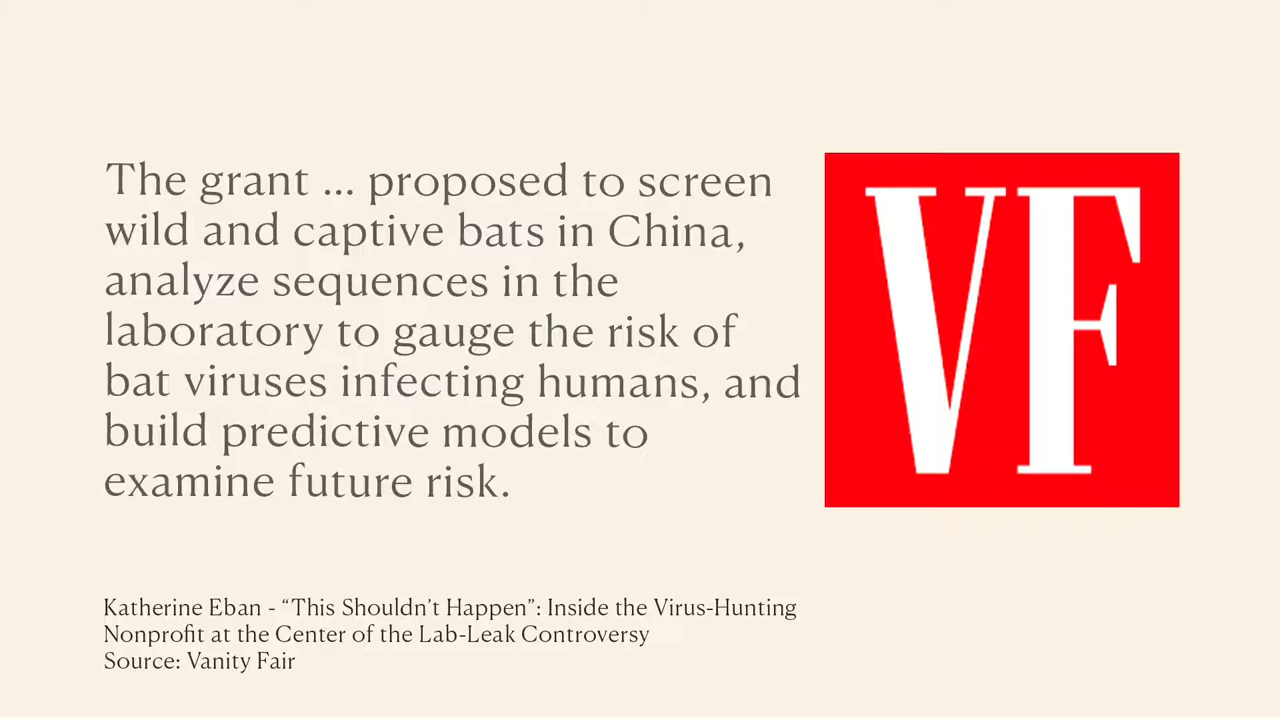 The grant ... proposed to screen
wild and captive bats in China,
analyze sequences in the
laboratory to gauge the risk of
bat viruses infecting humans, and
build predictive models to
examine future risk.
VF
Katherine Eban - “This Shouldn’t Happen”: Inside the Virus-Hunting
Nonprofit at the Center of the Lab-Leak Controversy
Source: Vanity Fair